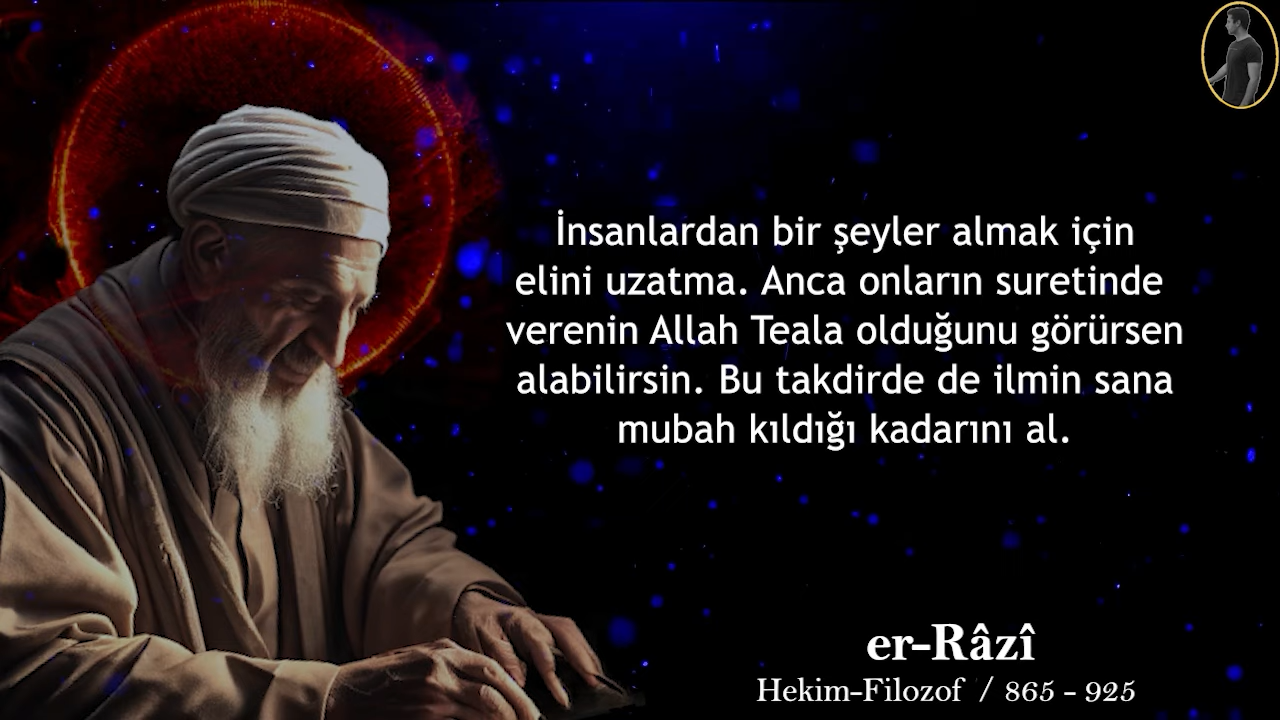 İnsanlardan bir şeyler almak için
elini uzatma. Anca onların suretinde
verenin Allah Teala olduğunu görürsen
alabilirsin. Bu takdirde de ilmin sana
mubah kıldığı kadarını al.
er-Râzî
Hekim-Filozof / 865 - 925